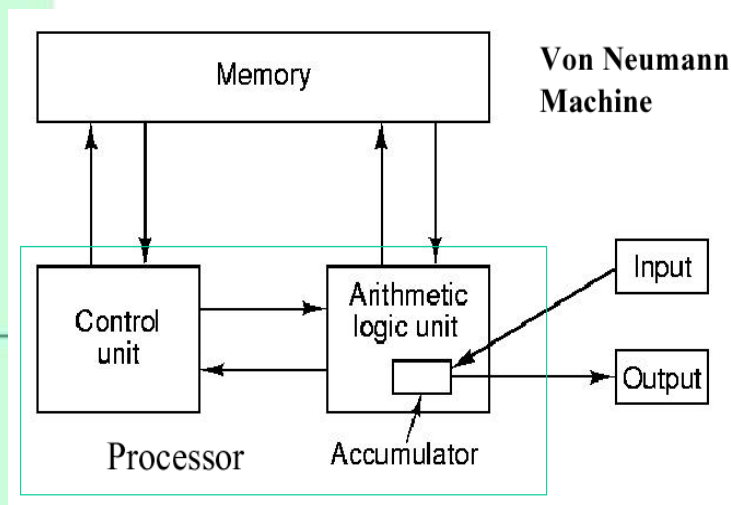 Memory
Von Neumann
Machine
Control
unit
Arithmetic
logic unit
Input
Output
Processor
Accumulator